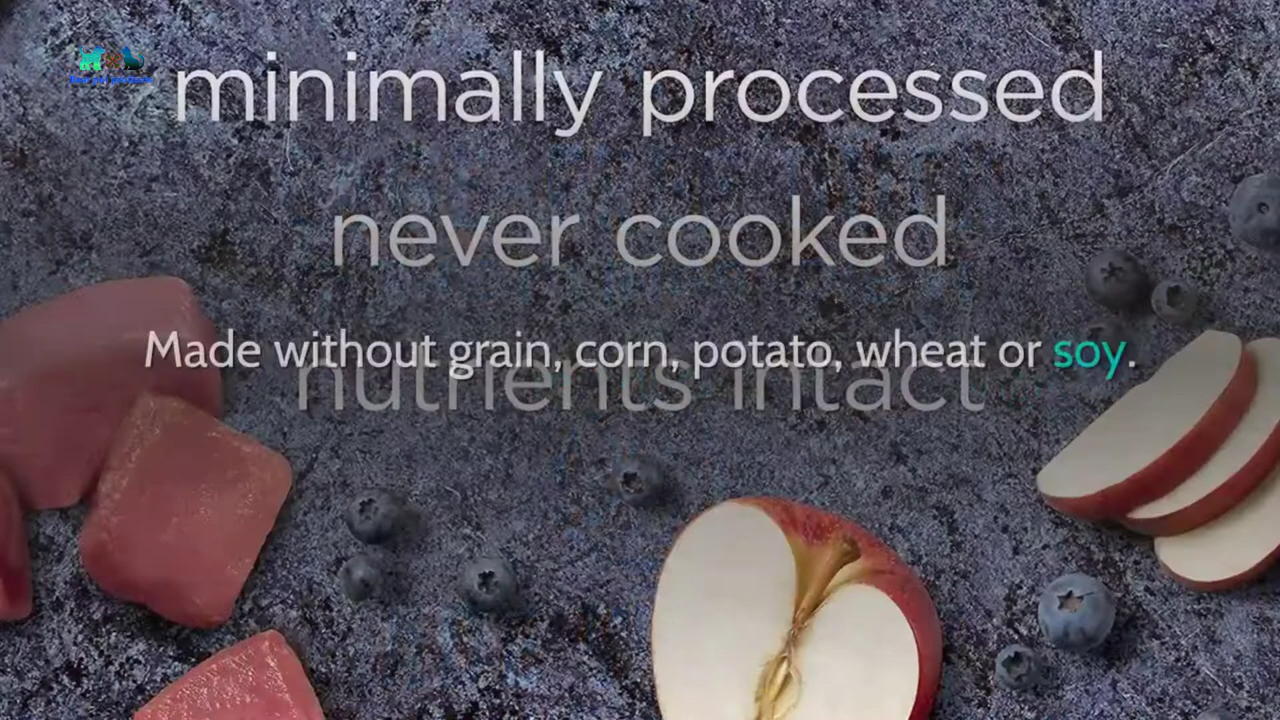 minimally processed
never cooked
Made without grain, corn, potato, wheat or soy.
nutrients intact